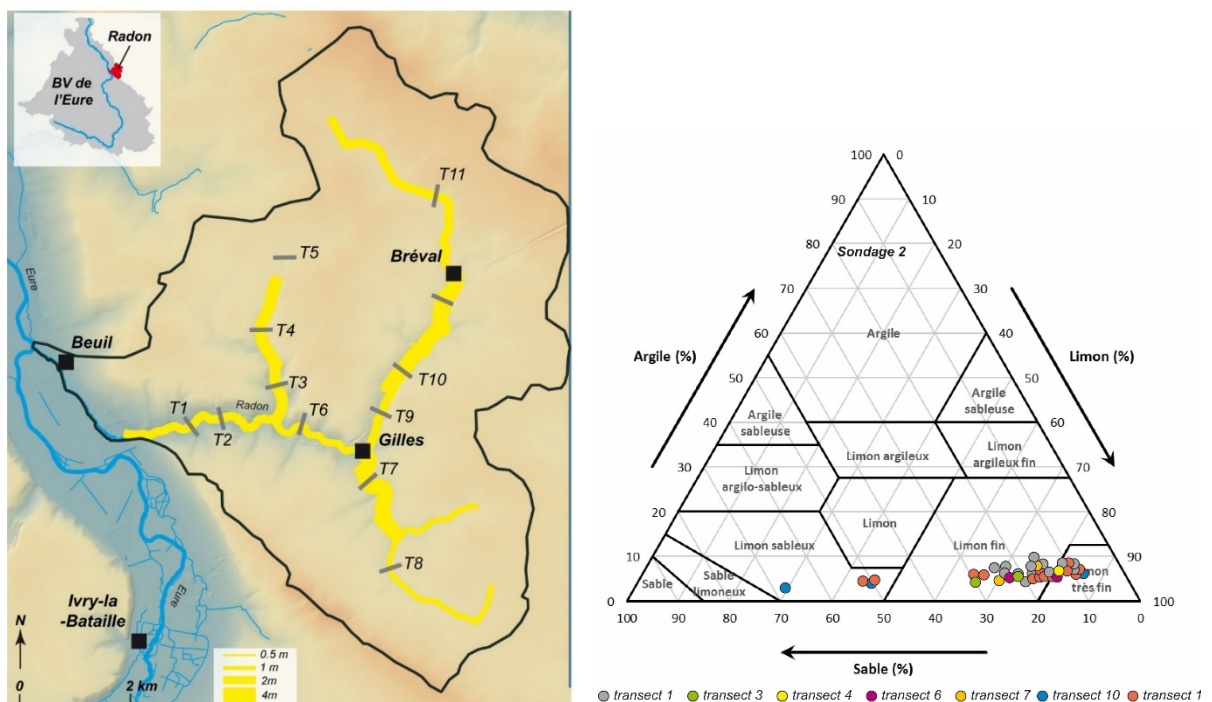 Radon
BV de
l'Eure
T11
T5
Bréval
Eure
T4
Beuil
T10
T3
Radon
T6
T1
T9
T2
Gilles
T7
T8
Eure
Ivry-la
-Bataille
N
0
2 km
0.5 m
1 m
2m
4m
100 0
90 10
80 20
Sondage 2
70 30
60 40
Argile
Argile (%)
Limon (%)
50 50
Argile
sableuse
Argile
sableuse
40 60
Limon argileux
Limon
argileux fin
30 70
Limon
argilo-sableux
20 80
Limon
Limon sableux
Limon fin
10 90
Sable
Sable
limoneux
Limon
très fin
0 100
100 90 80 70 60 50 40 30 20 10 0
Sable (%)
transect 1 transect 3 transect 4 transect 6 transect 7 transect 10 transect 1